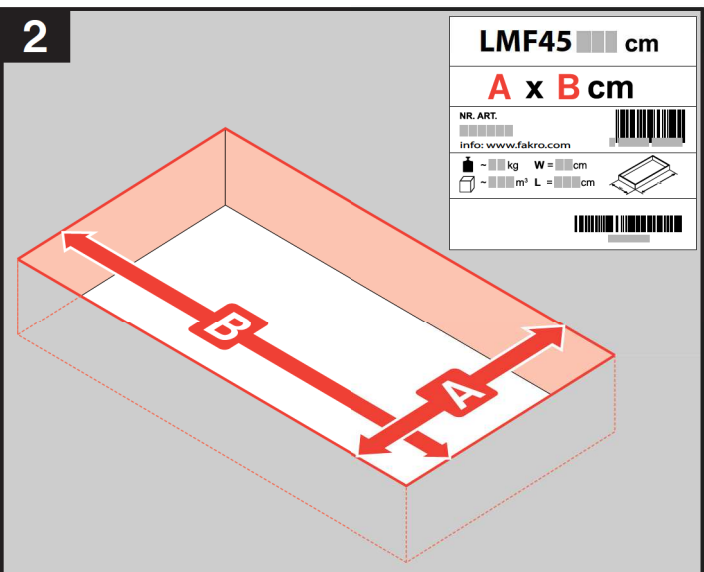 2
LMF45 cm
A x B cm
NR. ART.
info: www.fakro.com
~ kg W = cm
~ m³ L = cm
B
A